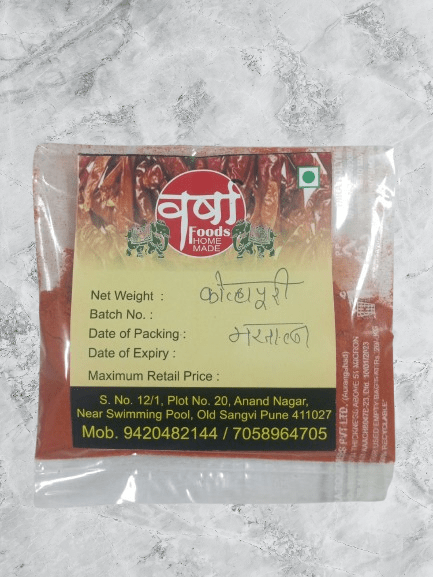 वर्षा
Foods
HOME
MADE
Net Weight : कोल्हापूरी
Batch No. :
Date of Packing : मसाला
Date of Expiry :
Maximum Retail Price :
S. No. 12/1, Plot No. 20, Anand Nagar,
Near Swimming Pool, Old Sangvi Pune 411027
Mob. 9420482144 / 7058964705